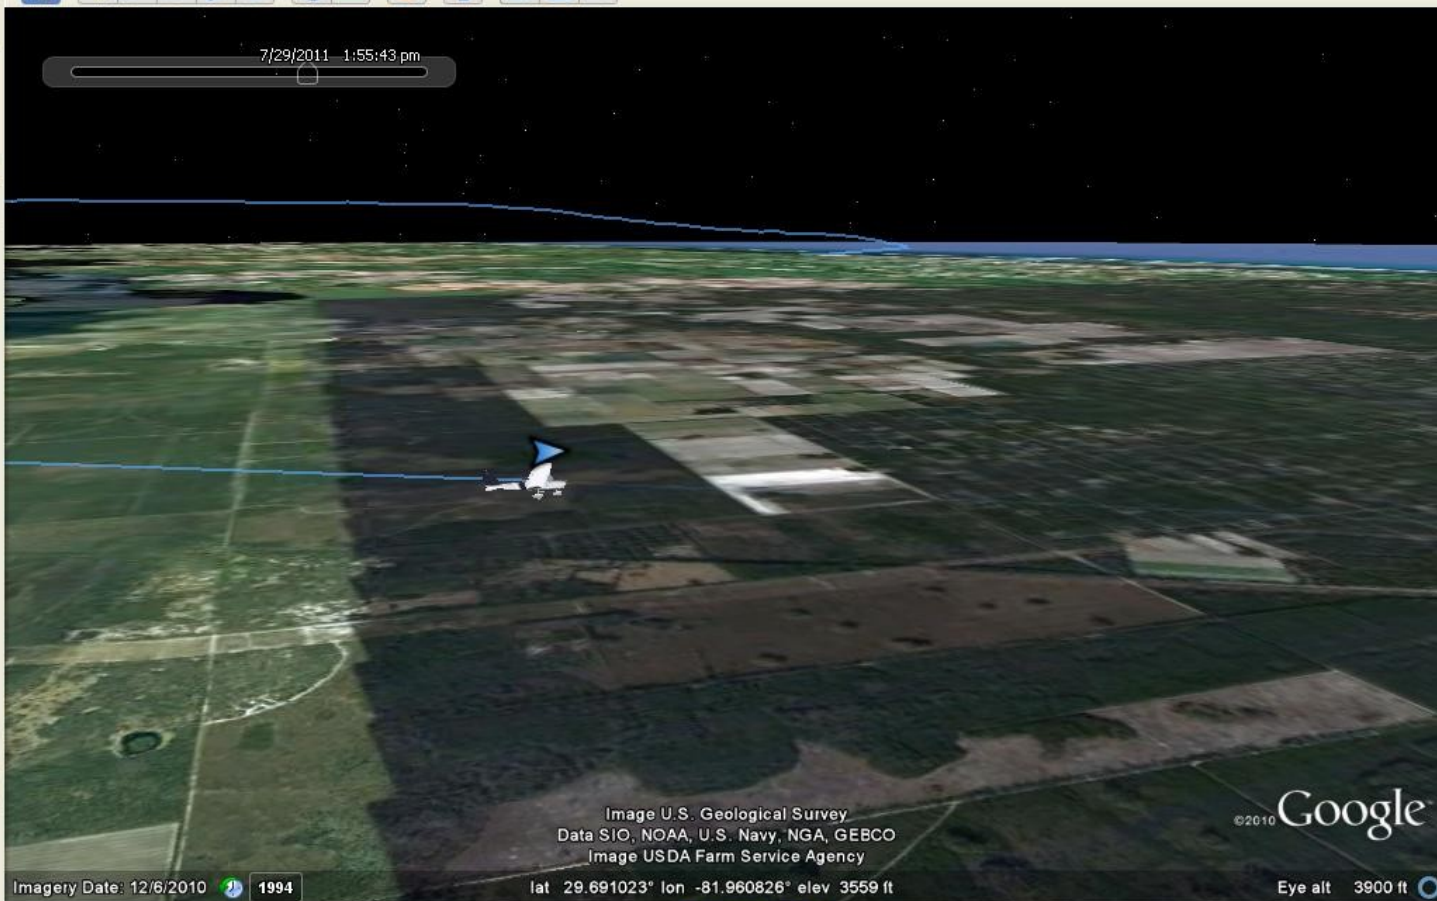 7/29/2011 1:55:43 pm
Image U.S. Geological Survey
Data SIO, NOAA, U.S. Navy, NGA, GEBCO
Image USDA Farm Service Agency
©2010 Google
Imagery Date: 12/6/2010 1994 lat 29.691023° lon -81.960826° elev 3559 ft Eye alt 3900 ft